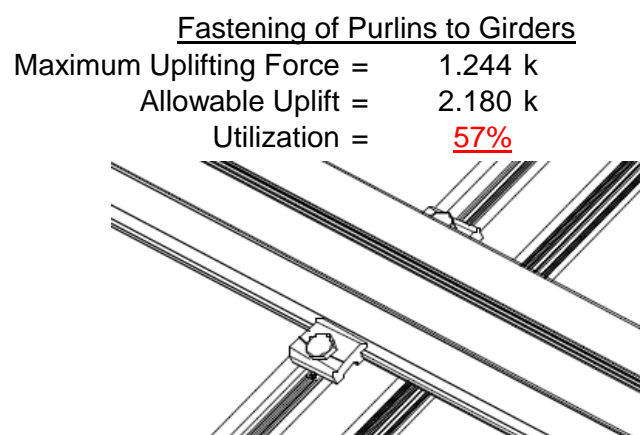 Fastening of Purlins to Girders
Maximum Uplifting Force = 1.244 k
Allowable Uplift = 2.180 k
Utilization = 57%